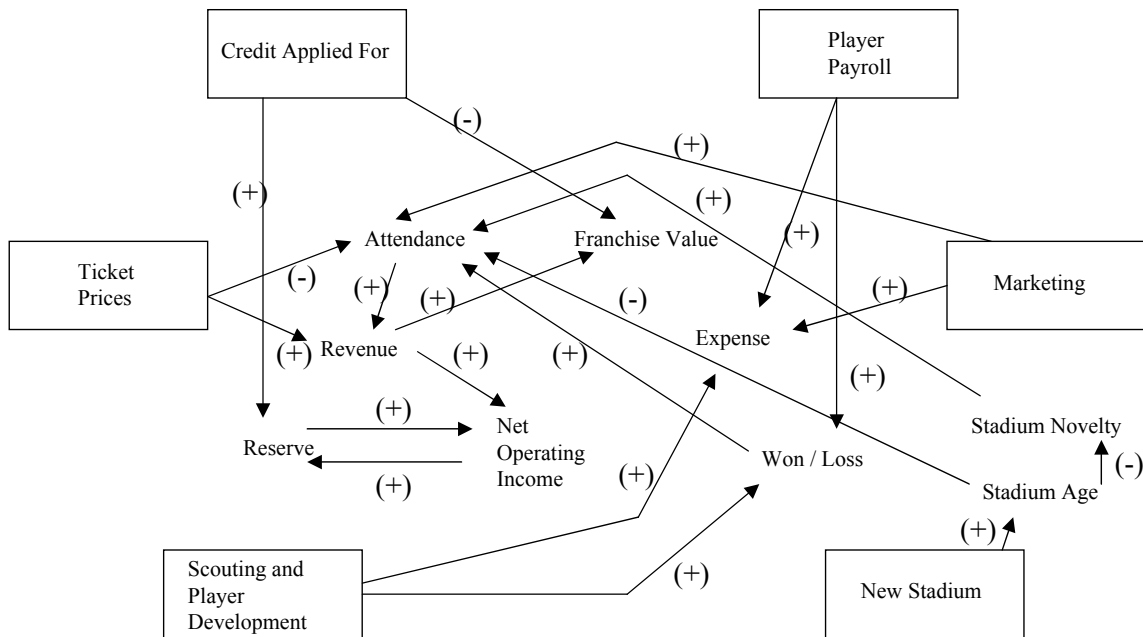 Credit Applied For
Player
Payroll
(-)
(+)
(+)
(+)
Attendance
Franchise Value
(+)
Ticket
Prices
(-)
(+)
(+)
(-)
(+)
Marketing
(+)
Revenue
(+)
(+)
Expense
(+)
(+)
Reserve
(+)
Net
Operating
Income
(+)
Won / Loss
Stadium Novelty
(+)
Stadium Age
(-)
(+)
(+)
Scouting and
Player
Development
New Stadium